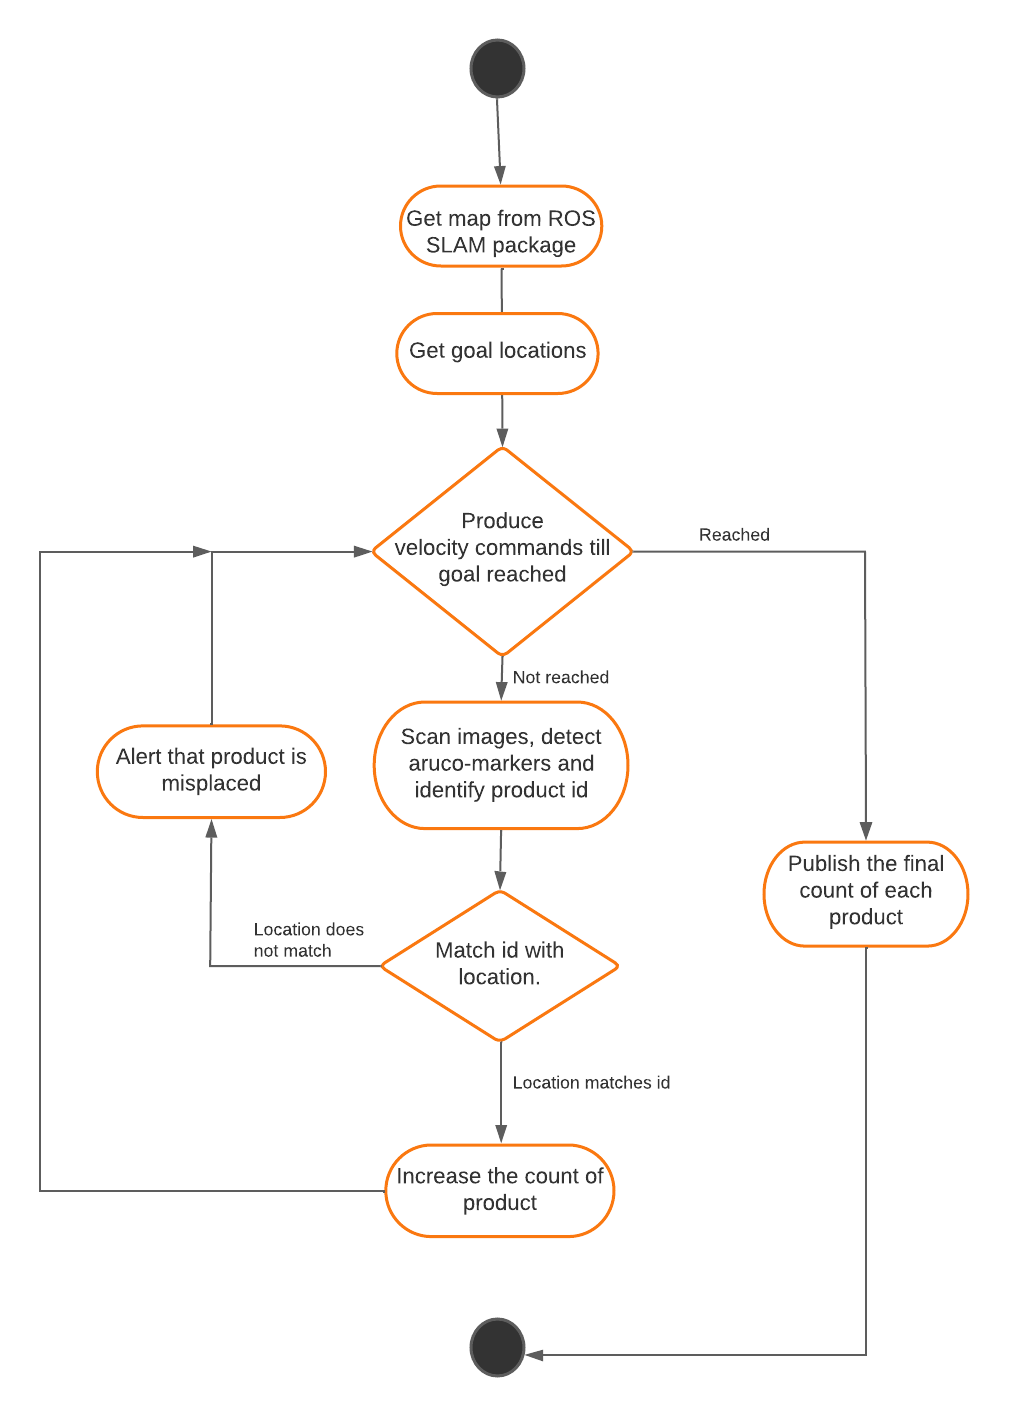 Get map from ROS
SLAM package
Get goal locations
Produce
velocity commands till
goal reached
Reached
Not reached
Scan images, detect
aruco-markers and
identify product id
Alert that product is
misplaced
Publish the final
count of each
product
Location does
not match
Match id with
location.
Location matches id
Increase the count of
product